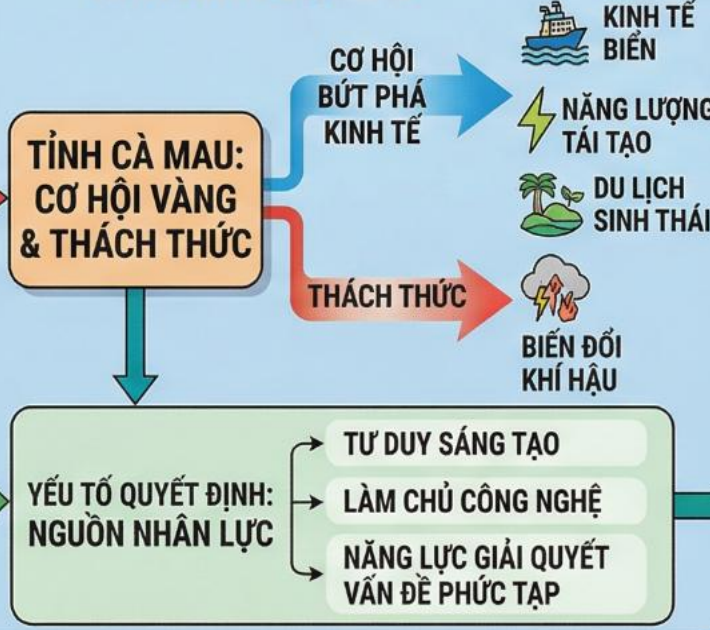 TỈNH CÀ MAU:
CƠ HỘI VÀNG
& THÁCH THỨC
CƠ HỘI
BỨT PHÁ
KINH TẾ
KINH TẾ
BIỂN
NĂNG LƯỢNG
TÁI TẠO
DU LỊCH
SINH THÁI
THÁCH THỨC
BIẾN ĐỔI
KHÍ HẬU
YẾU TỐ QUYẾT ĐỊNH:
NGUỒN NHÂN LỰC
TƯ DUY SÁNG TẠO
LÀM CHỦ CÔNG NGHỆ
NĂNG LỰC GIẢI QUYẾT
VẤN ĐỀ PHỨC TẠP